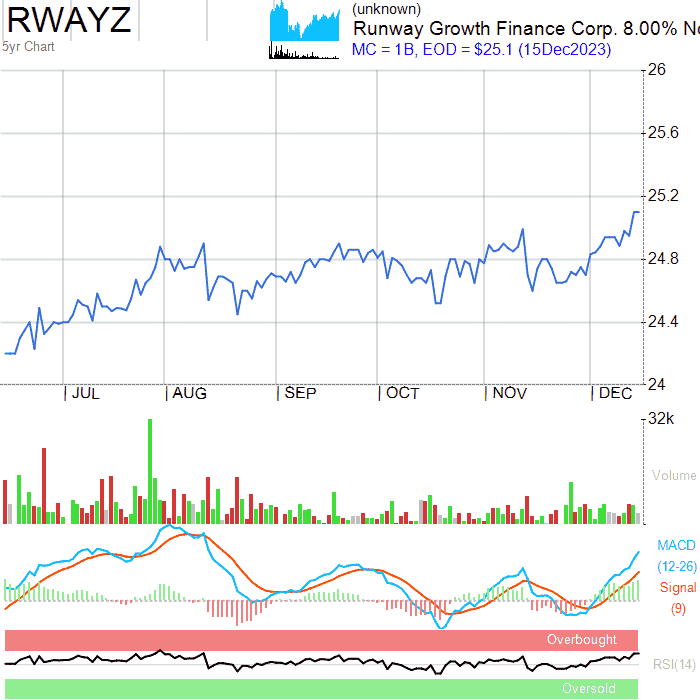 RWAYZ
5yr Chart
(unknown)
Runway Growth Finance Corp. 8.00% No
MC = 1B, EOD = $25.1 (15Dec2023)
26
25.6
25.2
24.8
24.4
24
JUL AUG SEP OCT NOV DEC
32k
Volume
MACD
(12-26)
Signal
(9)
Overbought
RSI(14)
Oversold